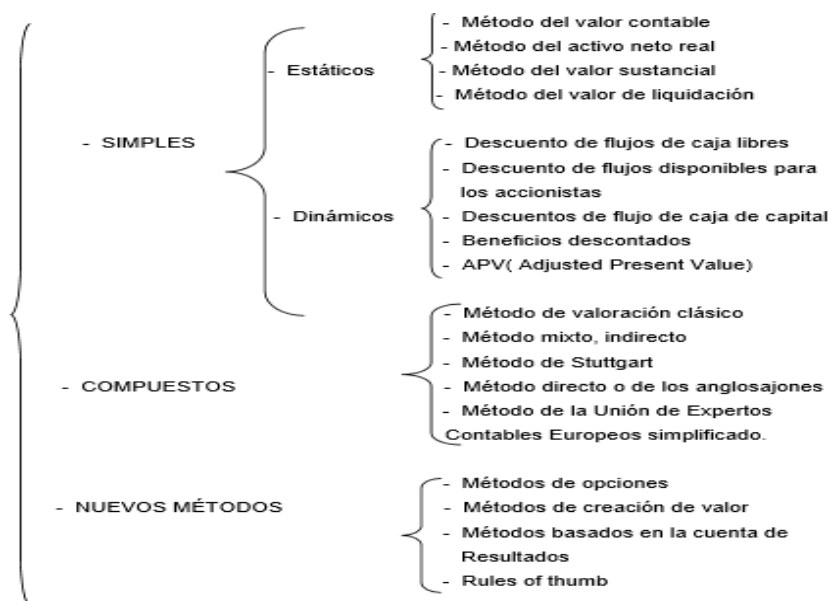 - SIMPLES
- Estáticos
- Método del valor contable
- Método del activo neto real
- Método del valor sustancial
- Método del valor de liquidación
- Dinámicos
- Descuento de flujos de caja libres
- Descuento de flujos disponibles para
los accionistas
- Descuentos de flujo de caja de capital
- Beneficios descontados
- APV( Adjusted Present Value)
- COMPUESTOS
- Método de valoración clásico
- Método mixto, indirecto
- Método de Stuttgart
- Método directo o de los anglosajones
- Método de la Unión de Expertos
Contables Europeos simplificado.
- NUEVOS MÉTODOS
- Métodos de opciones
- Métodos de creación de valor
- Métodos basados en la cuenta de
Resultados
- Rules of thumb